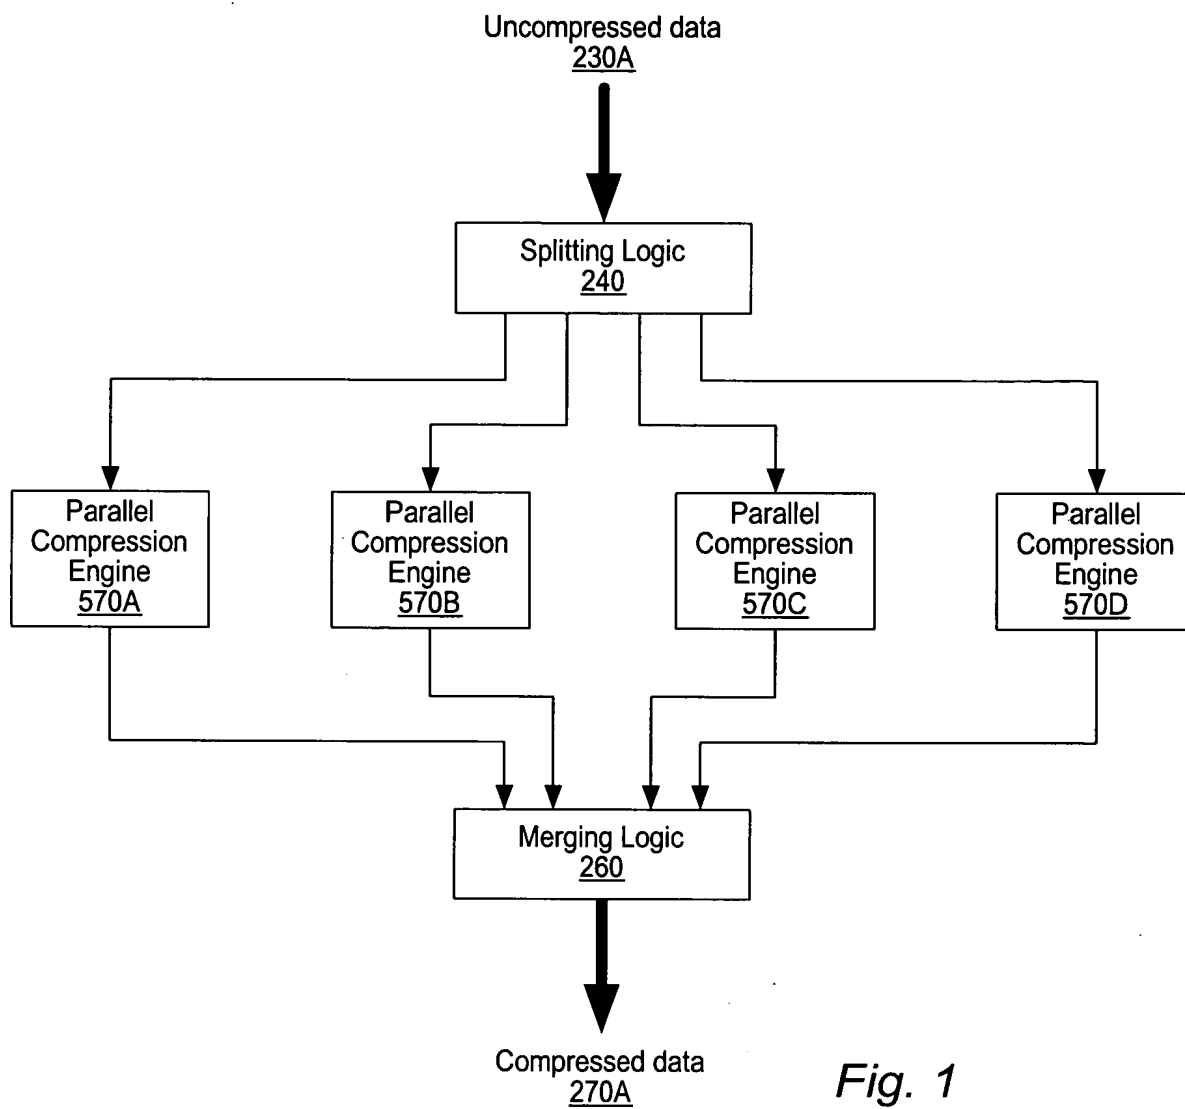 Uncompressed data
230A
Splitting Logic
240
Parallel
Compression
Engine
570A
Parallel
Compression
Engine
570B
Parallel
Compression
Engine
570C
Parallel
Compression
Engine
570D
Merging Logic
260
Compressed data
270A
Fig. 1